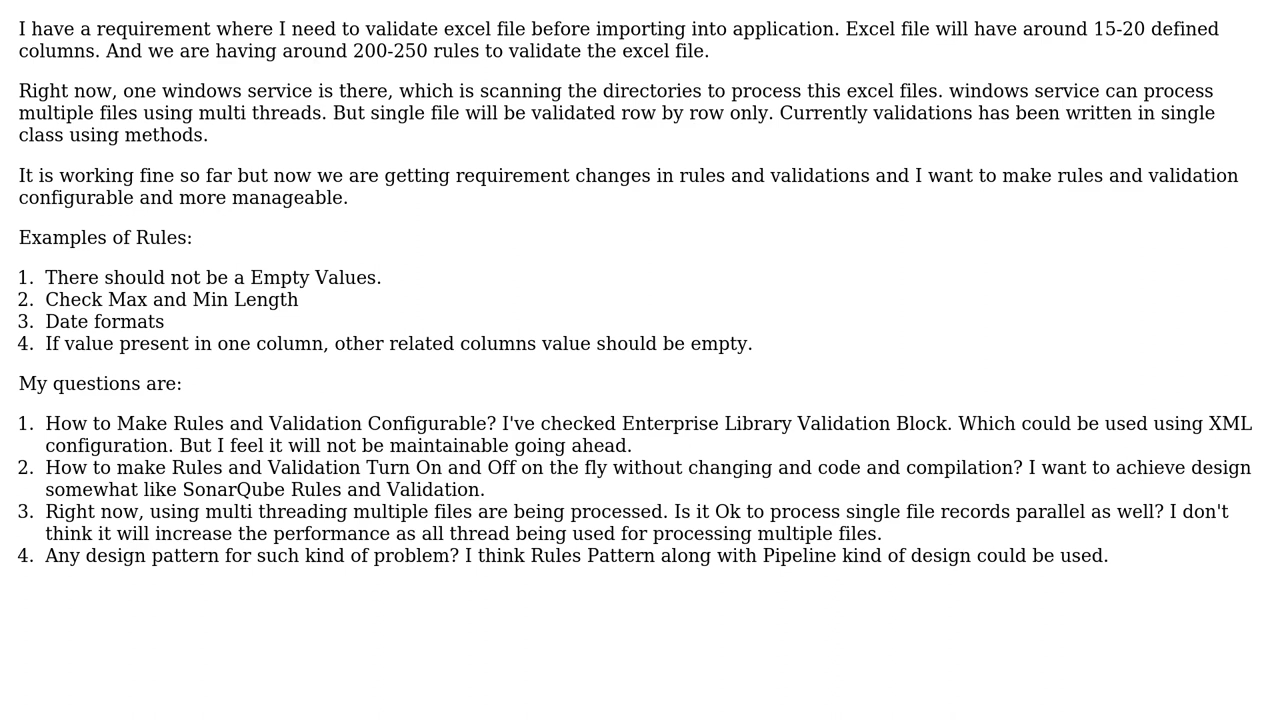 I have a requirement where I need to validate excel file before importing into application. Excel file will have around 15-20 defined
columns. And we are having around 200-250 rules to validate the excel file.
Right now, one windows service is there, which is scanning the directories to process this excel files. windows service can process
multiple files using multi threads. But single file will be validated row by row only. Currently validations has been written in single
class using methods.
It is working fine so far but now we are getting requirement changes in rules and validations and I want to make rules and validation
configurable and more manageable.
Examples of Rules:
1. There should not be a Empty Values.
2. Check Max and Min Length
3. Date formats
4. If value present in one column, other related columns value should be empty.
My questions are:
1. How to Make Rules and Validation Configurable? I've checked Enterprise Library Validation Block. Which could be used using XML
configuration. But I feel it will not be maintainable going ahead.
2. How to make Rules and Validation Turn On and Off on the fly without changing and code and compilation? I want to achieve design
somewhat like SonarQube Rules and Validation.
3. Right now, using multi threading multiple files are being processed. Is it Ok to process single file records parallel as well? I don't
think it will increase the performance as all thread being used for processing multiple files.
4. Any design pattern for such kind of problem? I think Rules Pattern along with Pipeline kind of design could be used.